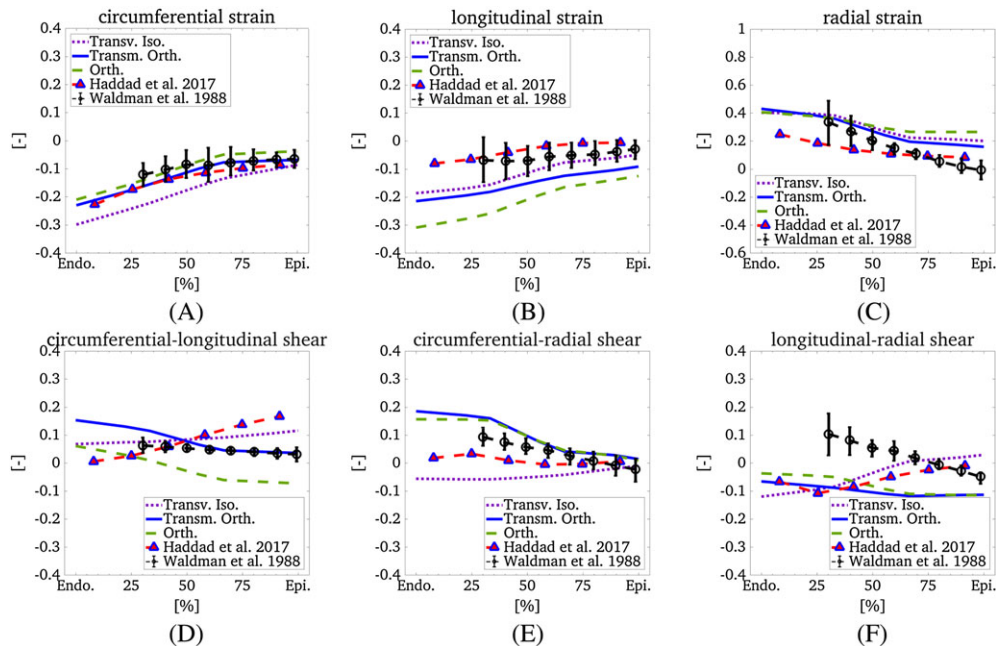 circumferential strain
0.4
0.3
0.2
0.1
0
-0.1
-0.2
-0.3
-0.4
[-]
Transv. Iso.
Transm. Orth.
Orth.
Haddad et al. 2017
Waldman et al. 1988
Endo. 25 50 75 Epi.
[%]
(A)
longitudinal strain
0.4
0.3
0.2
0.1
0
-0.1
-0.2
-0.3
-0.4
[-]
Transv. Iso.
Transm. Orth.
Orth.
Haddad et al. 2017
Waldman et al. 1988
Endo. 25 50 75 Epi.
[%]
(B)
radial strain
1
0.8
0.6
0.4
0.2
0
-0.2
-0.4
-0.6
[-]
Transv. Iso.
Transm. Orth.
Orth.
Haddad et al. 2017
Waldman et al. 1988
Endo. 25 50 75 Epi.
[%]
(C)
circumferential-longitudinal shear
0.4
0.3
0.2
0.1
0
-0.1
-0.2
-0.3
-0.4
[-]
Transv. Iso.
Transm. Orth.
Orth.
Haddad et al. 2017
Waldman et al. 1988
Endo. 25 50 75 Epi.
[%]
(D)
circumferential-radial shear
0.4
0.3
0.2
0.1
0
-0.1
-0.2
-0.3
-0.4
[-]
Transv. Iso.
Transm. Orth.
Orth.
Haddad et al. 2017
Waldman et al. 1988
Endo. 25 50 75 Epi.
[%]
(E)
longitudinal-radial shear
0.4
0.3
0.2
0.1
0
-0.1
-0.2
-0.3
-0.4
[-]
Transv. Iso.
Transm. Orth.
Orth.
Haddad et al. 2017
Waldman et al. 1988
Endo. 25 50 75 Epi.
[%]
(F)